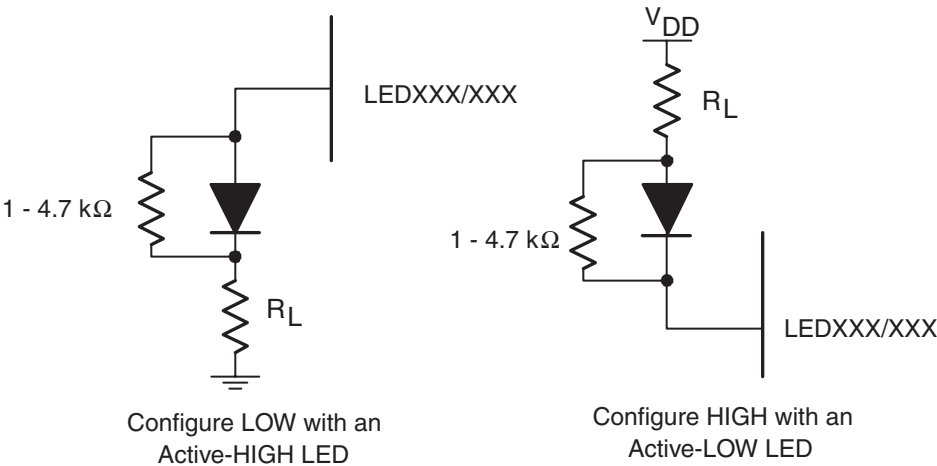 LEDXXX/XXX
1 - 4.7 kΩ
RL
Configure LOW with an
Active-HIGH LED
VDD
RL
1 - 4.7 kΩ
LEDXXX/XXX
Configure HIGH with an
Active-LOW LED